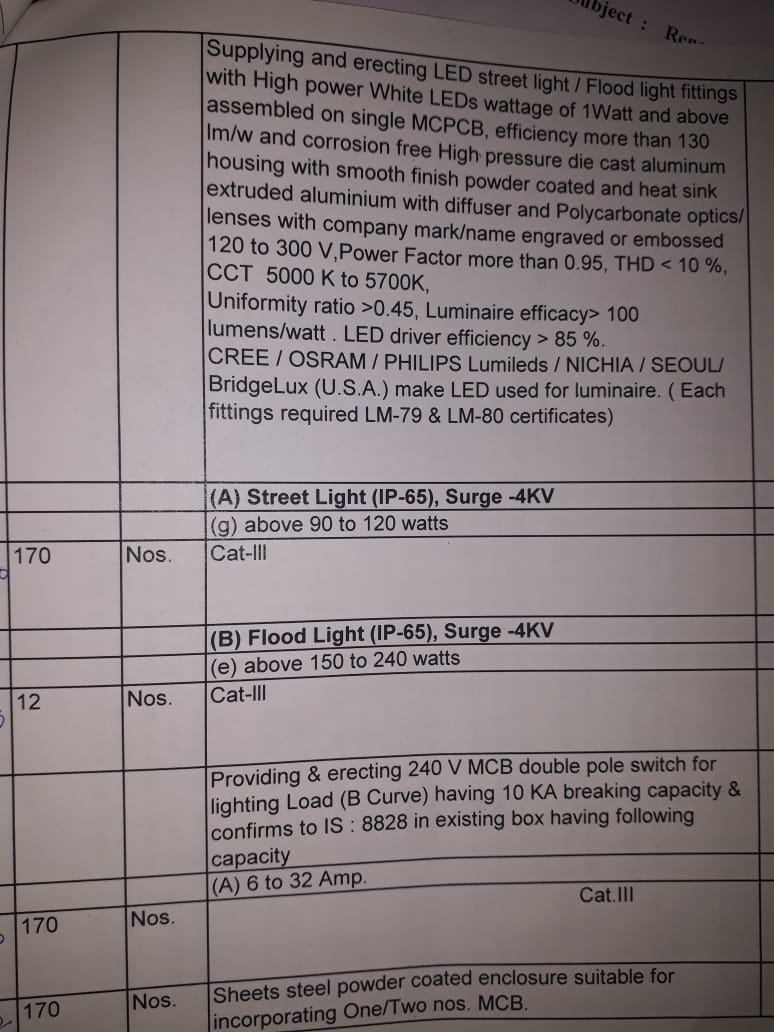 Subject :
Supplying and erecting LED street light / Flood light fittings
with High power White LEDs wattage of 1Watt and above
assembled on single MCPCB, efficiency more than 130
lm/w and corrosion free High pressure die cast aluminum
housing with smooth finish powder coated and heat sink
extruded aluminium with diffuser and Polycarbonate optics/
lenses with company mark/name engraved or embossed
120 to 300 V,Power Factor more than 0.95, THD < 10 %,
CCT 5000 K to 5700K,
Uniformity ratio >0.45, Luminaire efficacy> 100
lumens/watt . LED driver efficiency > 85 %.
CREE / OSRAM / PHILIPS Lumileds / NICHIA / SEOUL/
BridgeLux (U.S.A.) make LED used for luminaire. ( Each
fittings required LM-79 & LM-80 certificates)
(A) Street Light (IP-65), Surge -4KV
(g) above 90 to 120 watts
170 Nos. Cat-III
(B) Flood Light (IP-65), Surge -4KV
(e) above 150 to 240 watts
12 Nos. Cat-III
Providing & erecting 240 V MCB double pole switch for
lighting Load (B Curve) having 10 KA breaking capacity &
confirms to IS : 8828 in existing box having following
capacity
(A) 6 to 32 Amp.
Cat.III
170 Nos.
170 Nos. Sheets steel powder coated enclosure suitable for
incorporating One/Two nos. MCB.